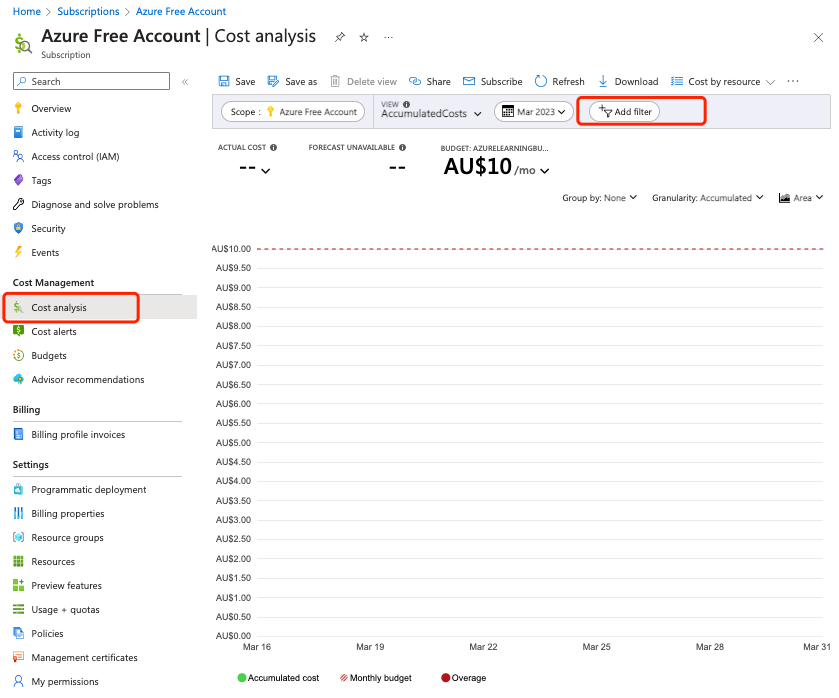 Home > Subscriptions > Azure Free Account
Azure Free Account | Cost analysis
Subscription
Search
Overview
Activity log
Access control (IAM)
Tags
Diagnose and solve problems
Security
Events
Cost Management
Cost analysis
Cost alerts
Budgets
Advisor recommendations
Billing
Billing profile invoices
Settings
Programmatic deployment
Billing properties
Resource groups
Resources
Preview features
Usage + quotas
Policies
Management certificates
My permissions
Save Save as Delete view Share Subscribe Refresh Download Cost by resource
Scope : Azure Free Account VIEW AccumulatedCosts Mar 2023 Add filter
ACTUAL COST FORECAST UNAVAILABLE BUDGET: AZURELEARNINGBU...
-- -- AU$10 /mo
Group by: None Granularity: Accumulated Area
AU$10.00
AU$9.50
AU$9.00
AU$8.50
AU$8.00
AU$7.50
AU$7.00
AU$6.50
AU$6.00
AU$5.50
AU$5.00
AU$4.50
AU$4.00
AU$3.50
AU$3.00
AU$2.50
AU$2.00
AU$1.50
AU$1.00
AU$0.50
AU$0.00
Mar 16 Mar 19 Mar 22 Mar 25 Mar 28 Mar 31
Accumulated cost Monthly budget Overage